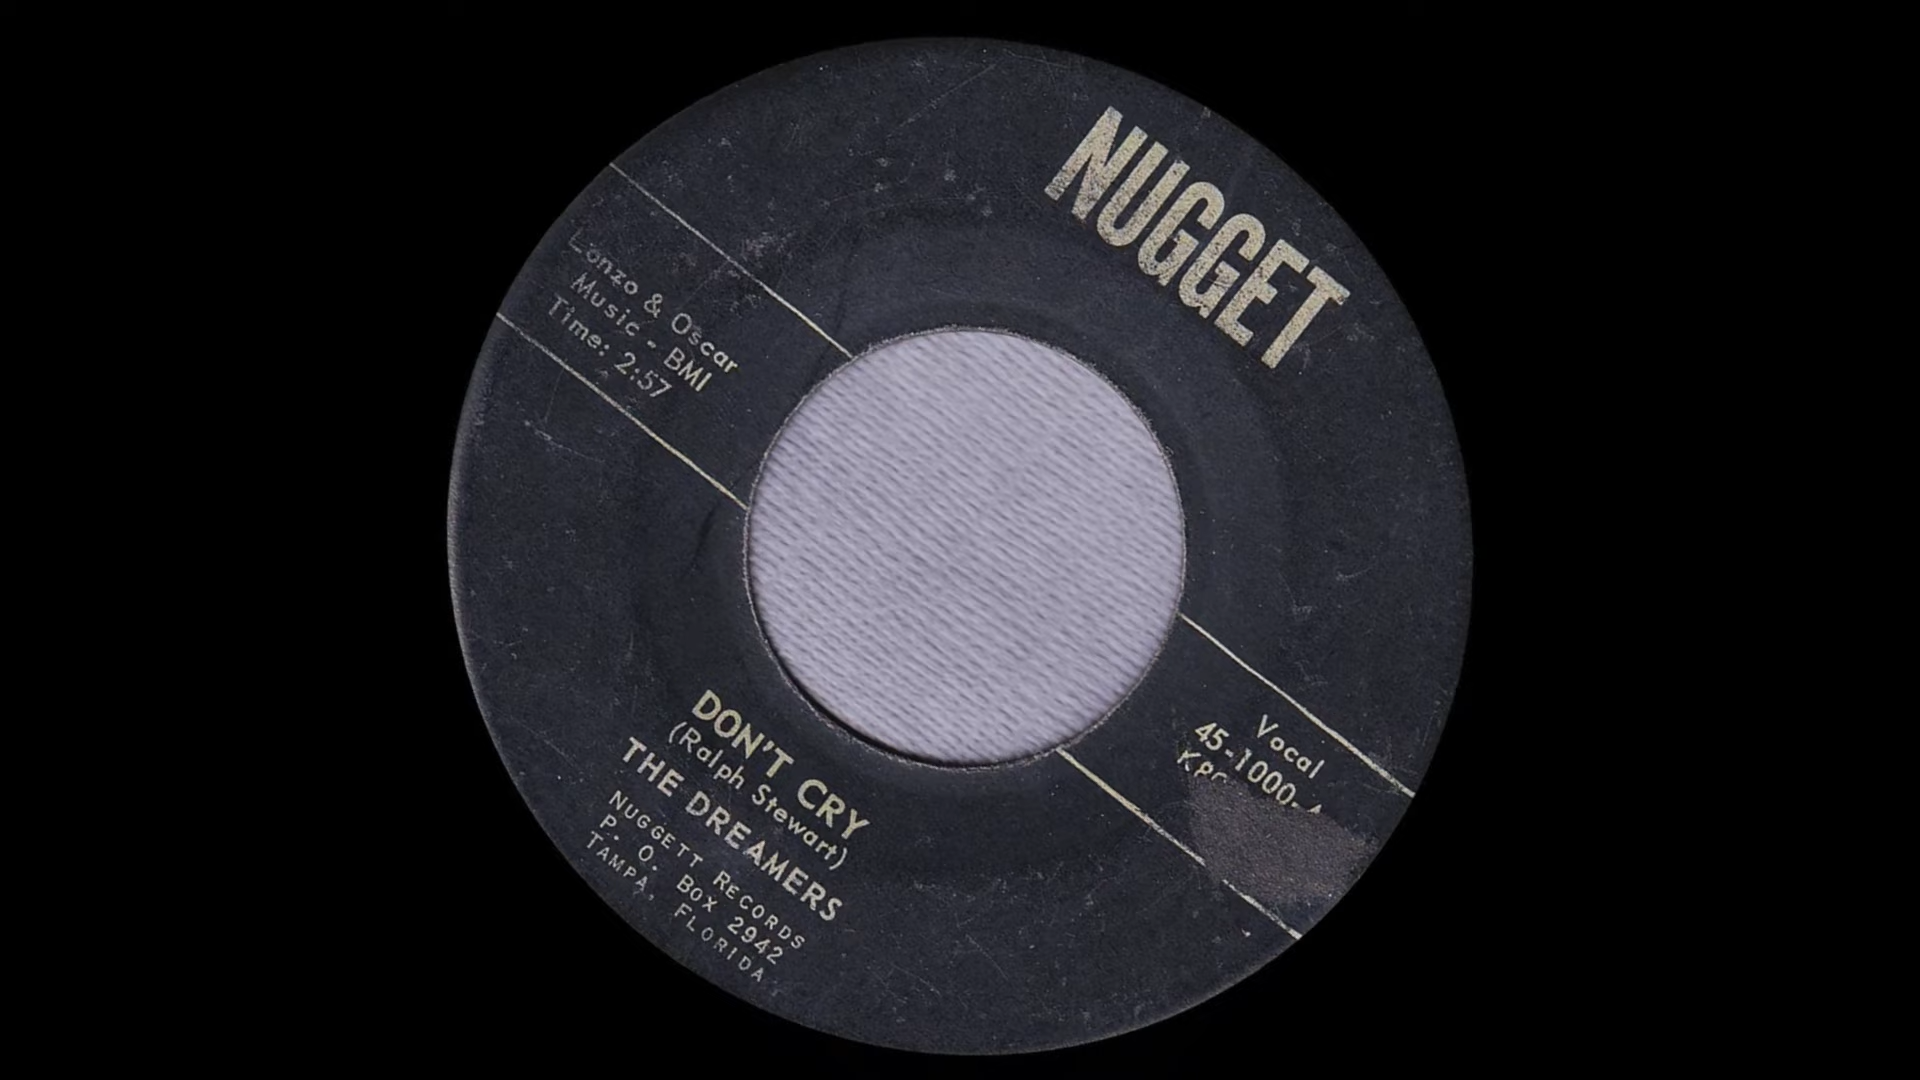 NUGGET
Lonzo & Oscar
Music - BMI
Time: 2:57
Vocal
45-1000-A
DON'T CRY
(Ralph Stewart)
THE DREAMERS
NUGGETT RECORDS
P. O. BOX 2942
TAMPA, FLORIDA